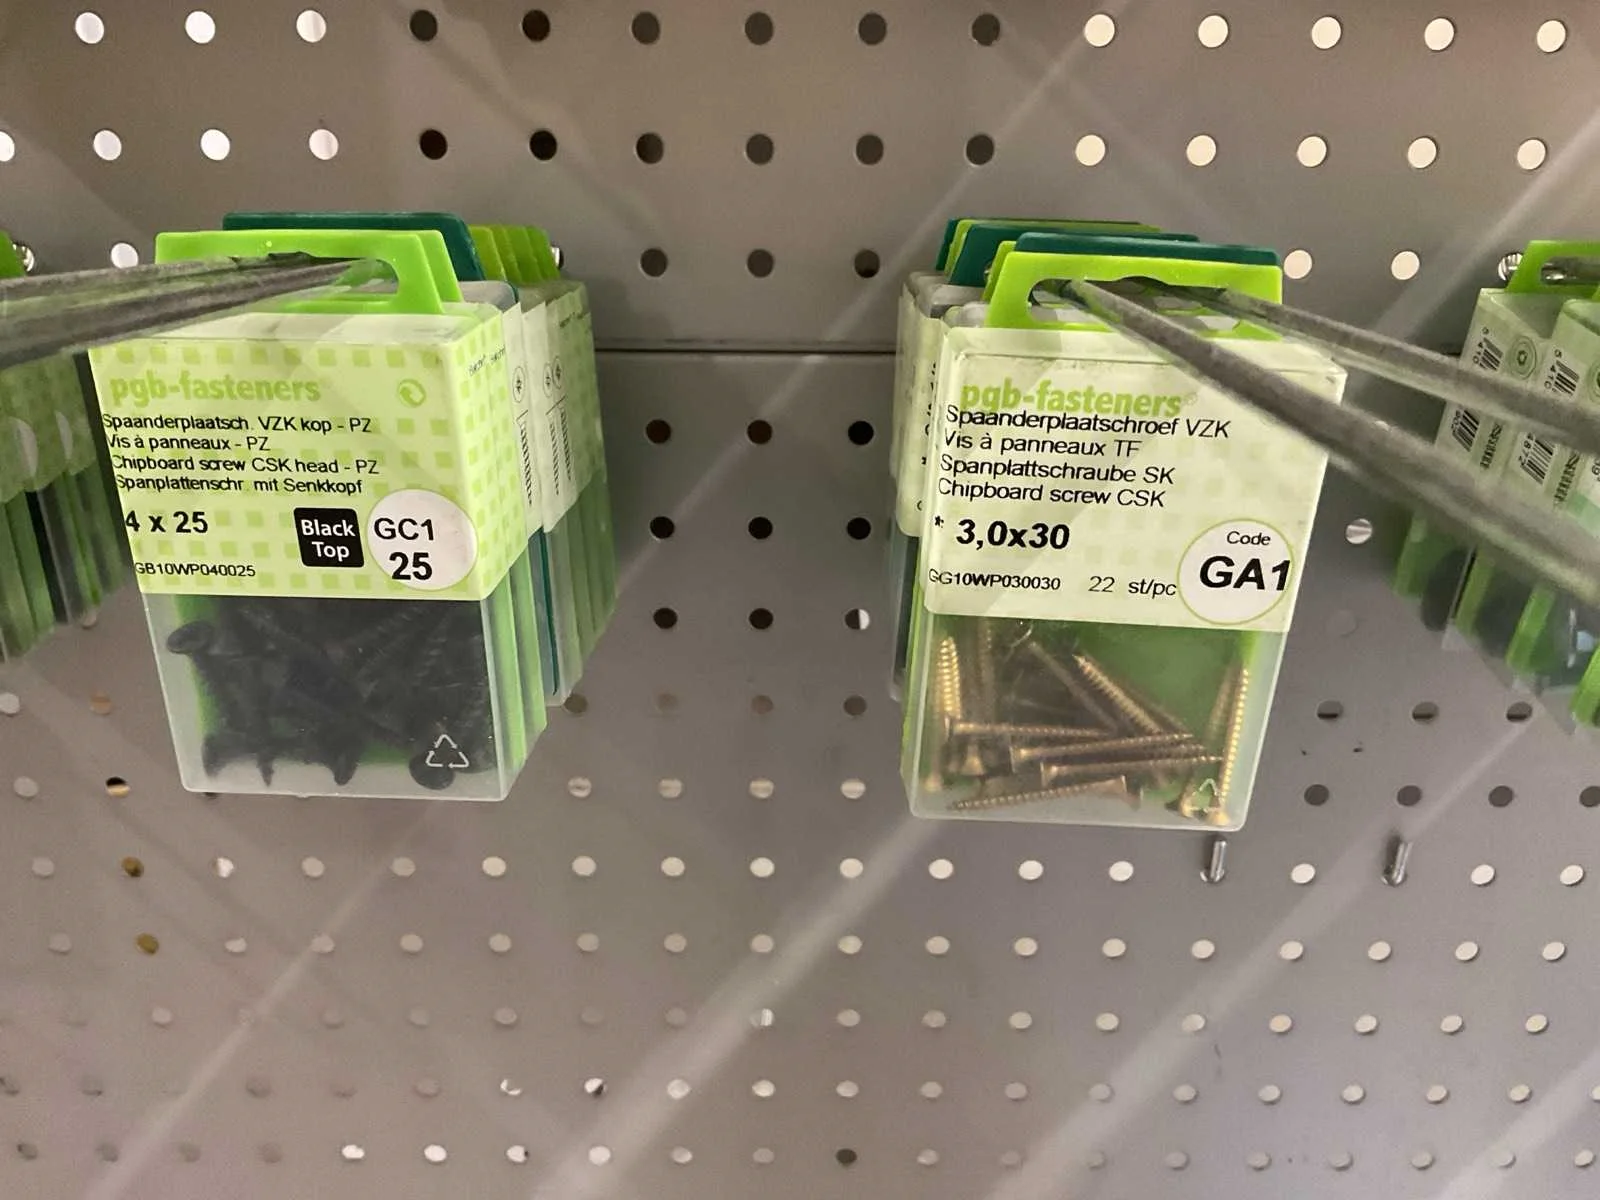 pgb-fasteners
Spaanderplaatsch. VZK kop - PZ
Vis à panneaux - PZ
Chipboard screw CSK head - PZ
Spanplattenschr. mit Senkkopf
4 x 25
Black
Top
GC1
25
GB10WP040025
pgb-fasteners®
Spaanderplaatschroef VZK
Vis à panneaux TF
Spanplattschraube SK
Chipboard screw CSK
3,0x30
Code
GA1
GG10WP030030 22 st/pc